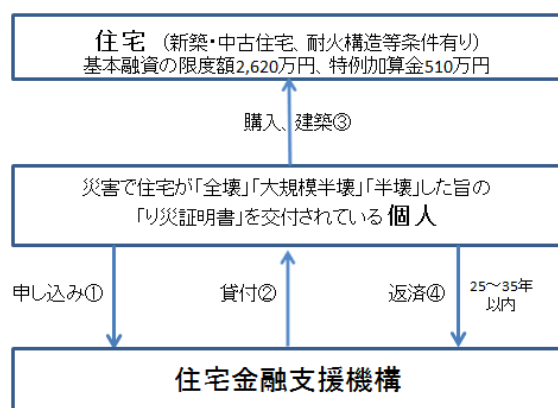 住宅 (新築・中古住宅、耐火構造等条件有り)
基本融資の限度額2,620万円、特例加算金510万円
購入、建築③
災害で住宅が「全壊」「大規模半壊」「半壊」した旨の
「り災証明書」を交付されている個人
申し込み①
貸付②
返済④
25～35年
以内
住宅金融支援機構